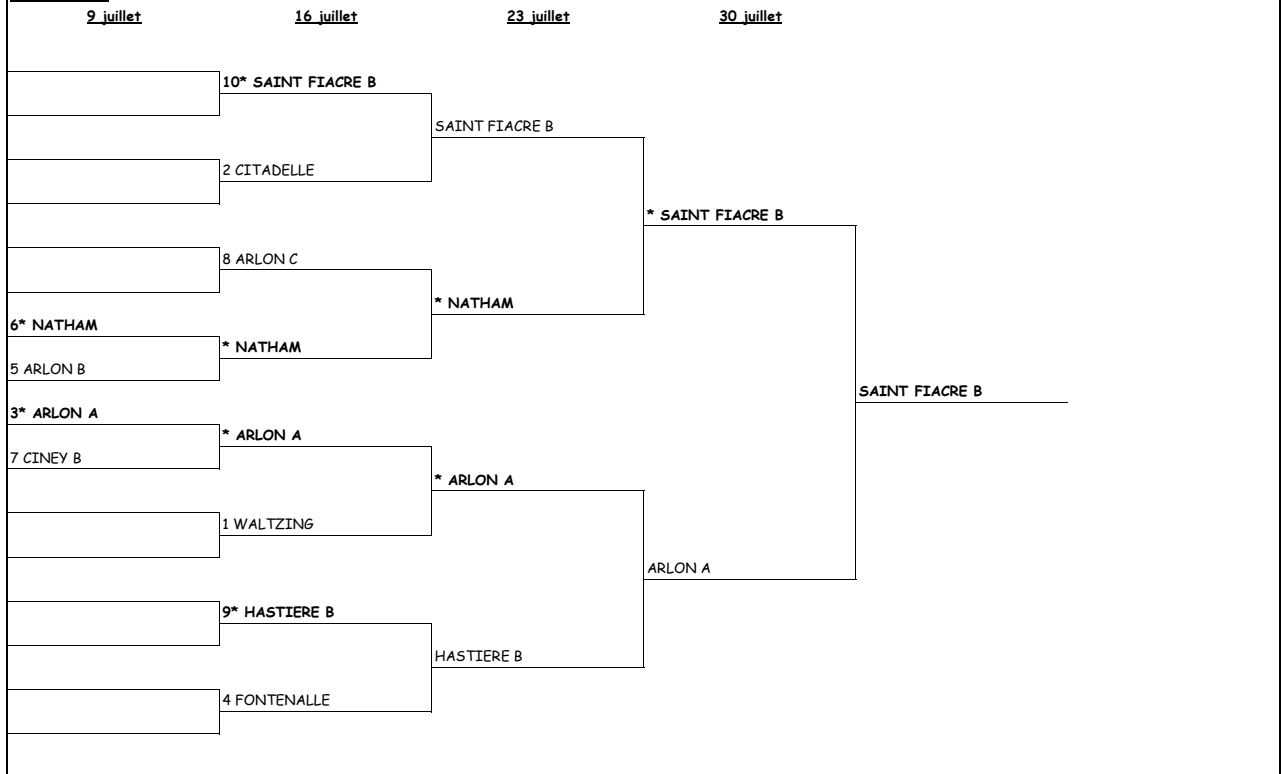 9 juillet 16 juillet 23 juillet 30 juillet
10* SAINT FIACRE B
SAINT FIACRE B
2 CITADELLE
* SAINT FIACRE B
8 ARLON C
* NATHAM
6* NATHAM
* NATHAM
5 ARLON B
SAINT FIACRE B
3* ARLON A
* ARLON A
7 CINEY B
* ARLON A
1 WALTZING
ARLON A
9* HASTIERE B
HASTIERE B
4 FONTENALLE